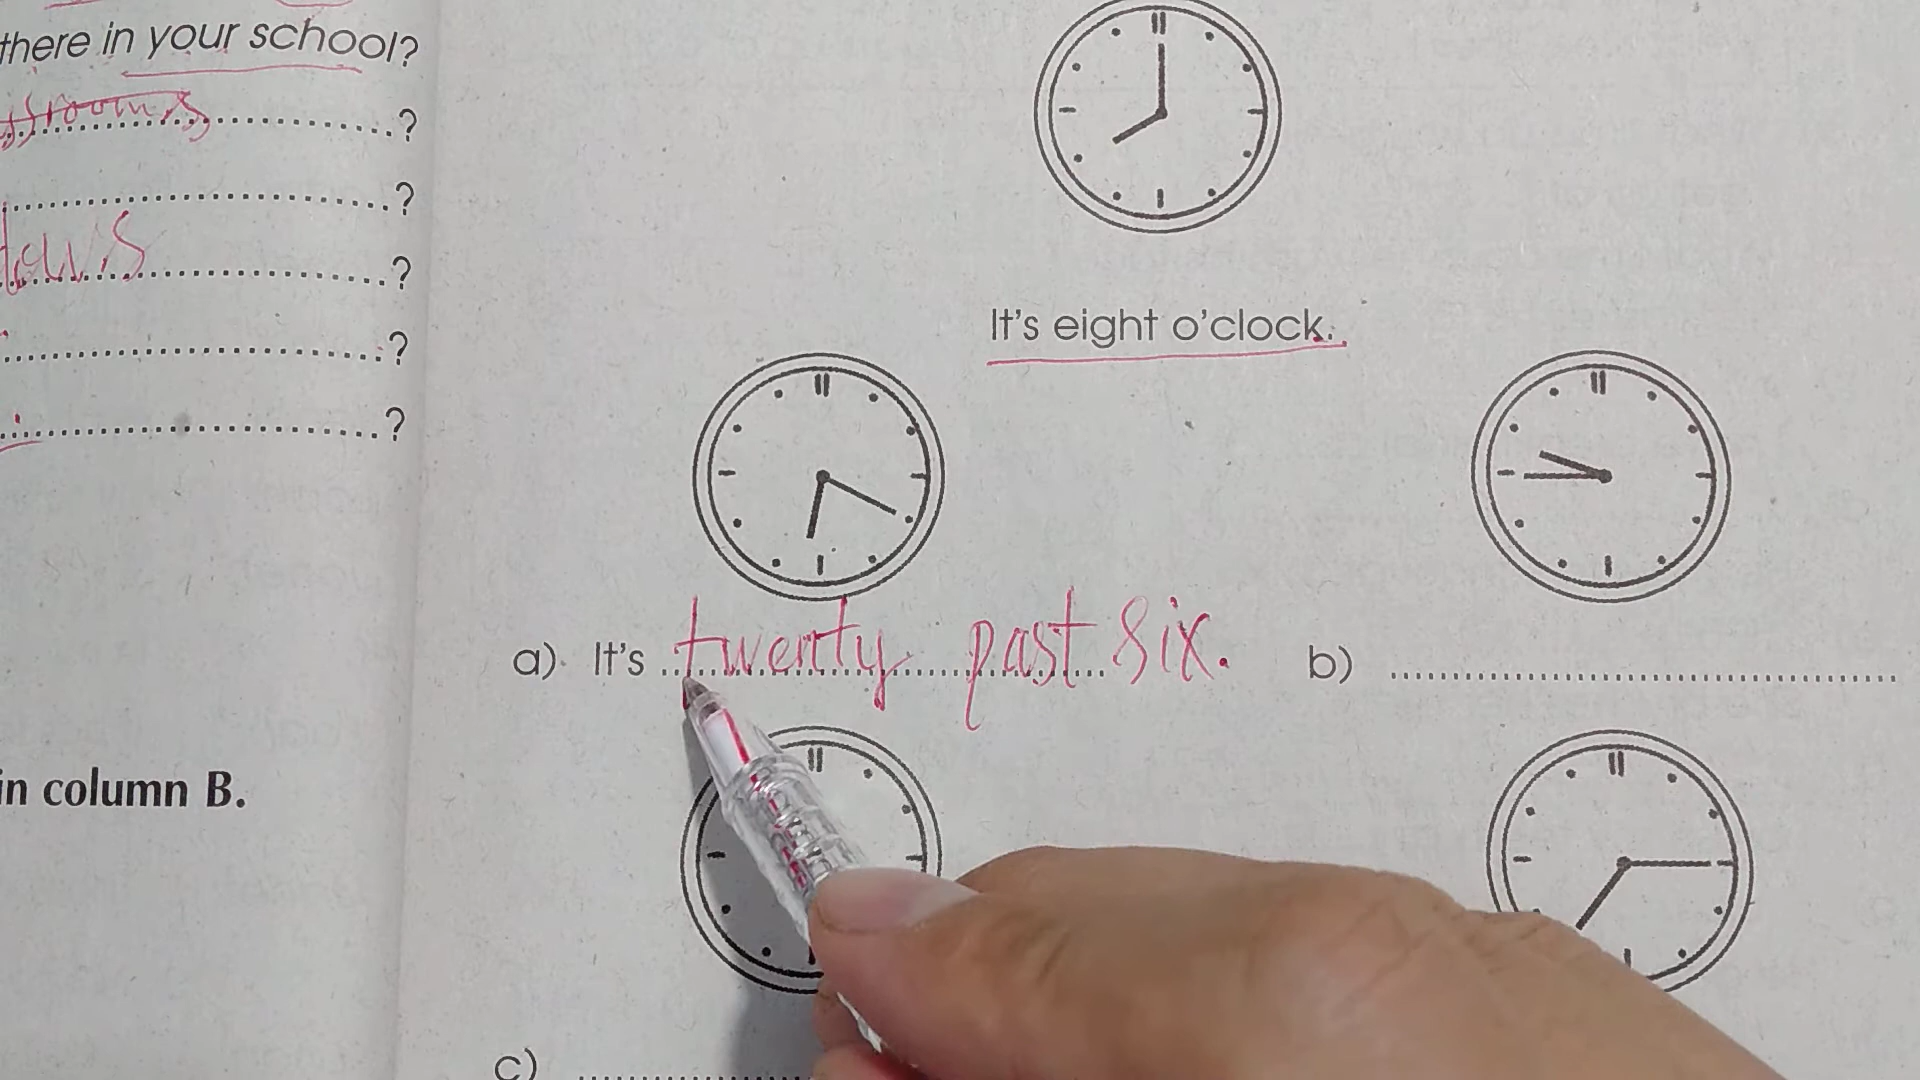 there in your school?
?
?
?
?
?
in column B.
It's eight o'clock.
a) It's twenty past six.
b)
c)